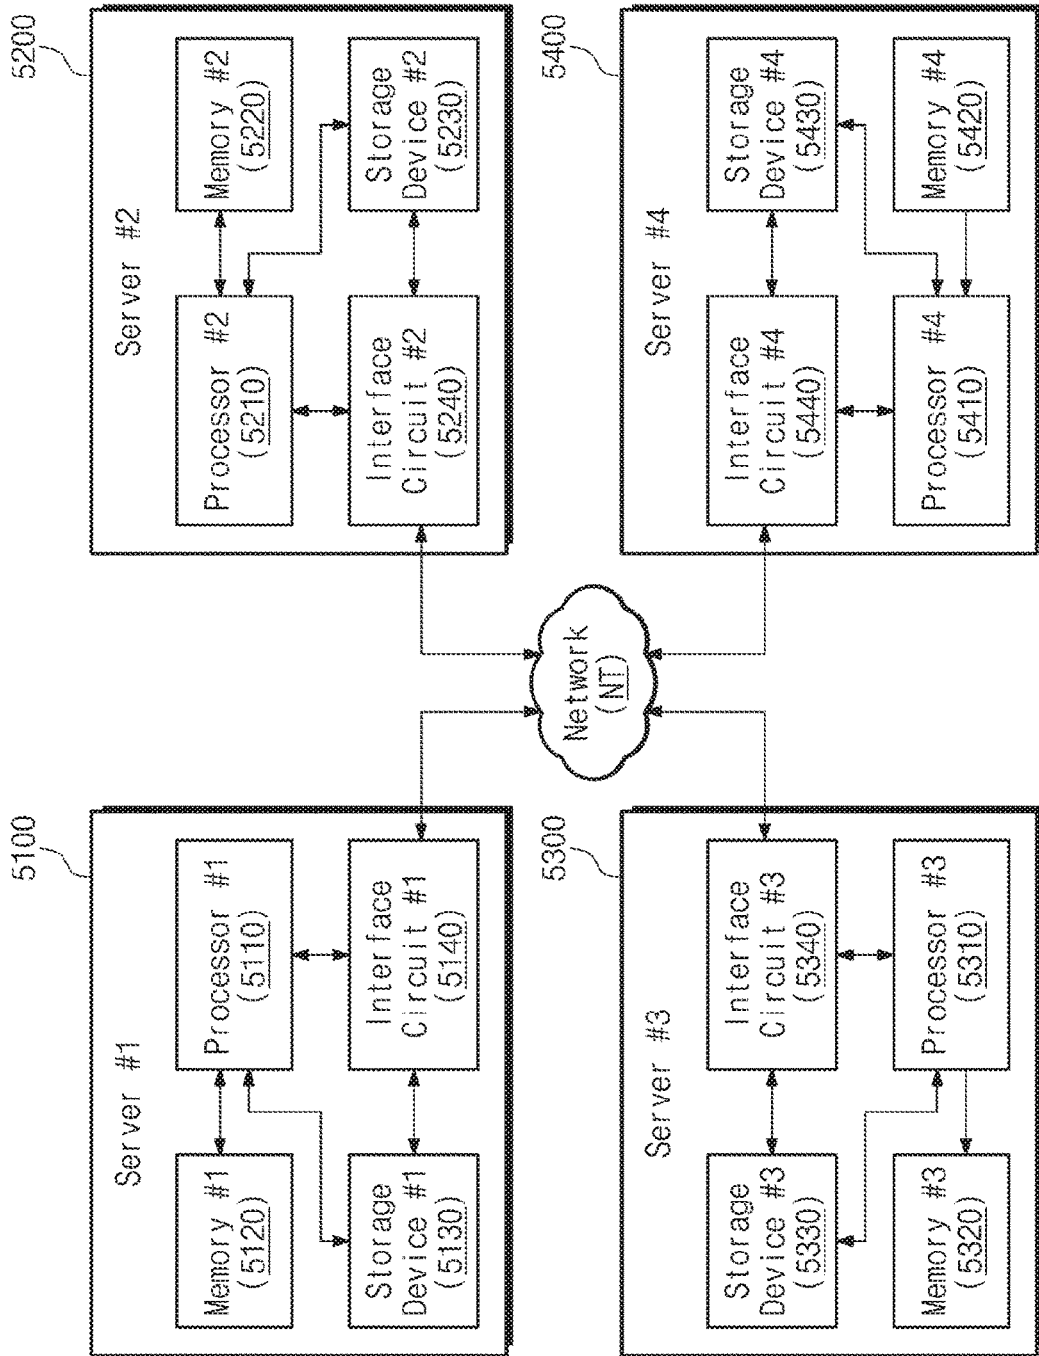 5100
Server #1
Memory #1
(5120)
Processor #1
(5110)
Storage
Device #1
(5130)
Interface
Circuit #1
(5140)
5200
Server #2
Processor #2
(5210)
Memory #2
(5220)
Interface
Circuit #2
(5240)
Storage
Device #2
(5230)
Network
(NT)
5300
Server #3
Storage
Device #3
(5330)
Interface
Circuit #3
(5340)
Memory #3
(5320)
Processor #3
(5310)
5400
Server #4
Interface
Circuit #4
(5440)
Storage
Device #4
(5430)
Processor #4
(5410)
Memory #4
(5420)